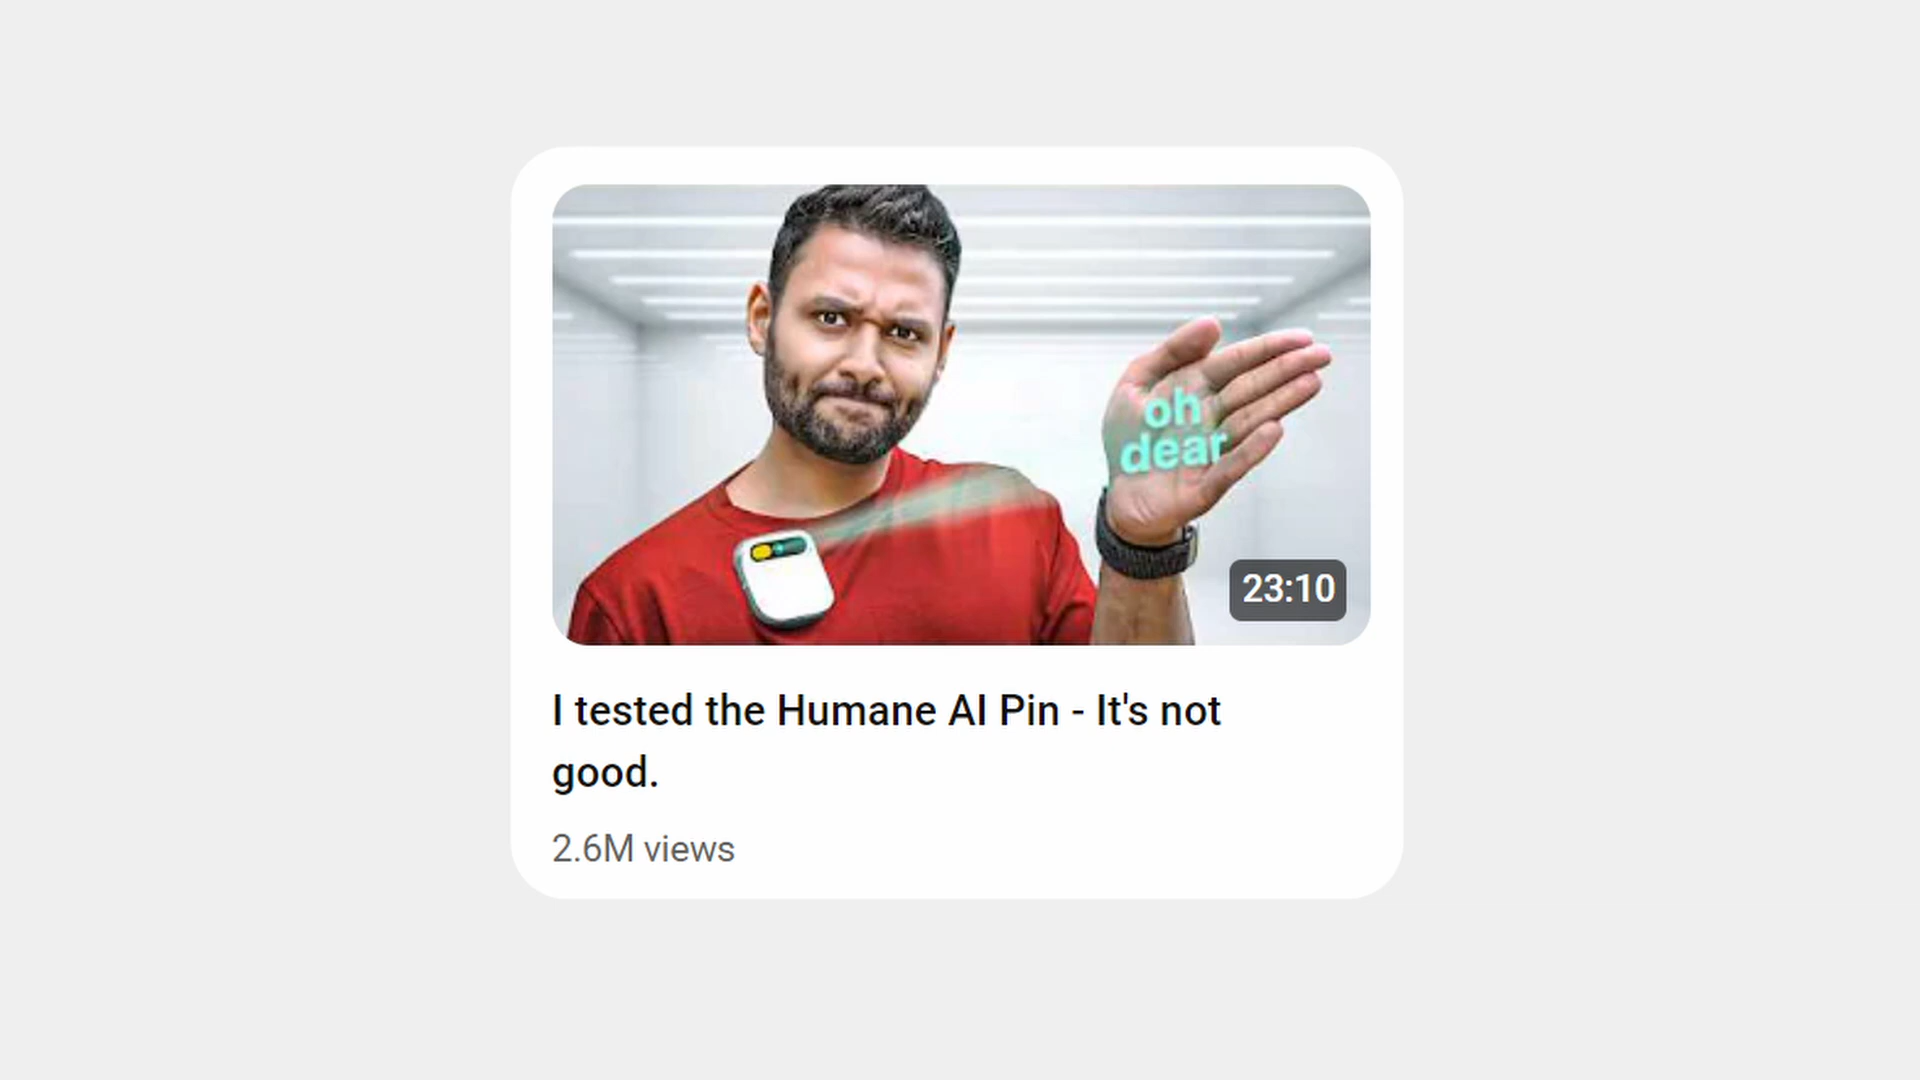 oh
dear
23:10
I tested the Humane AI Pin - It's not
good.
2.6M views